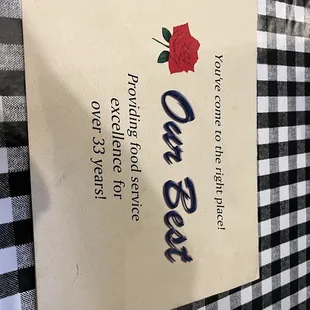 You've come to the right place!
Our Best
Providing food service
excellence for
over 33 years!